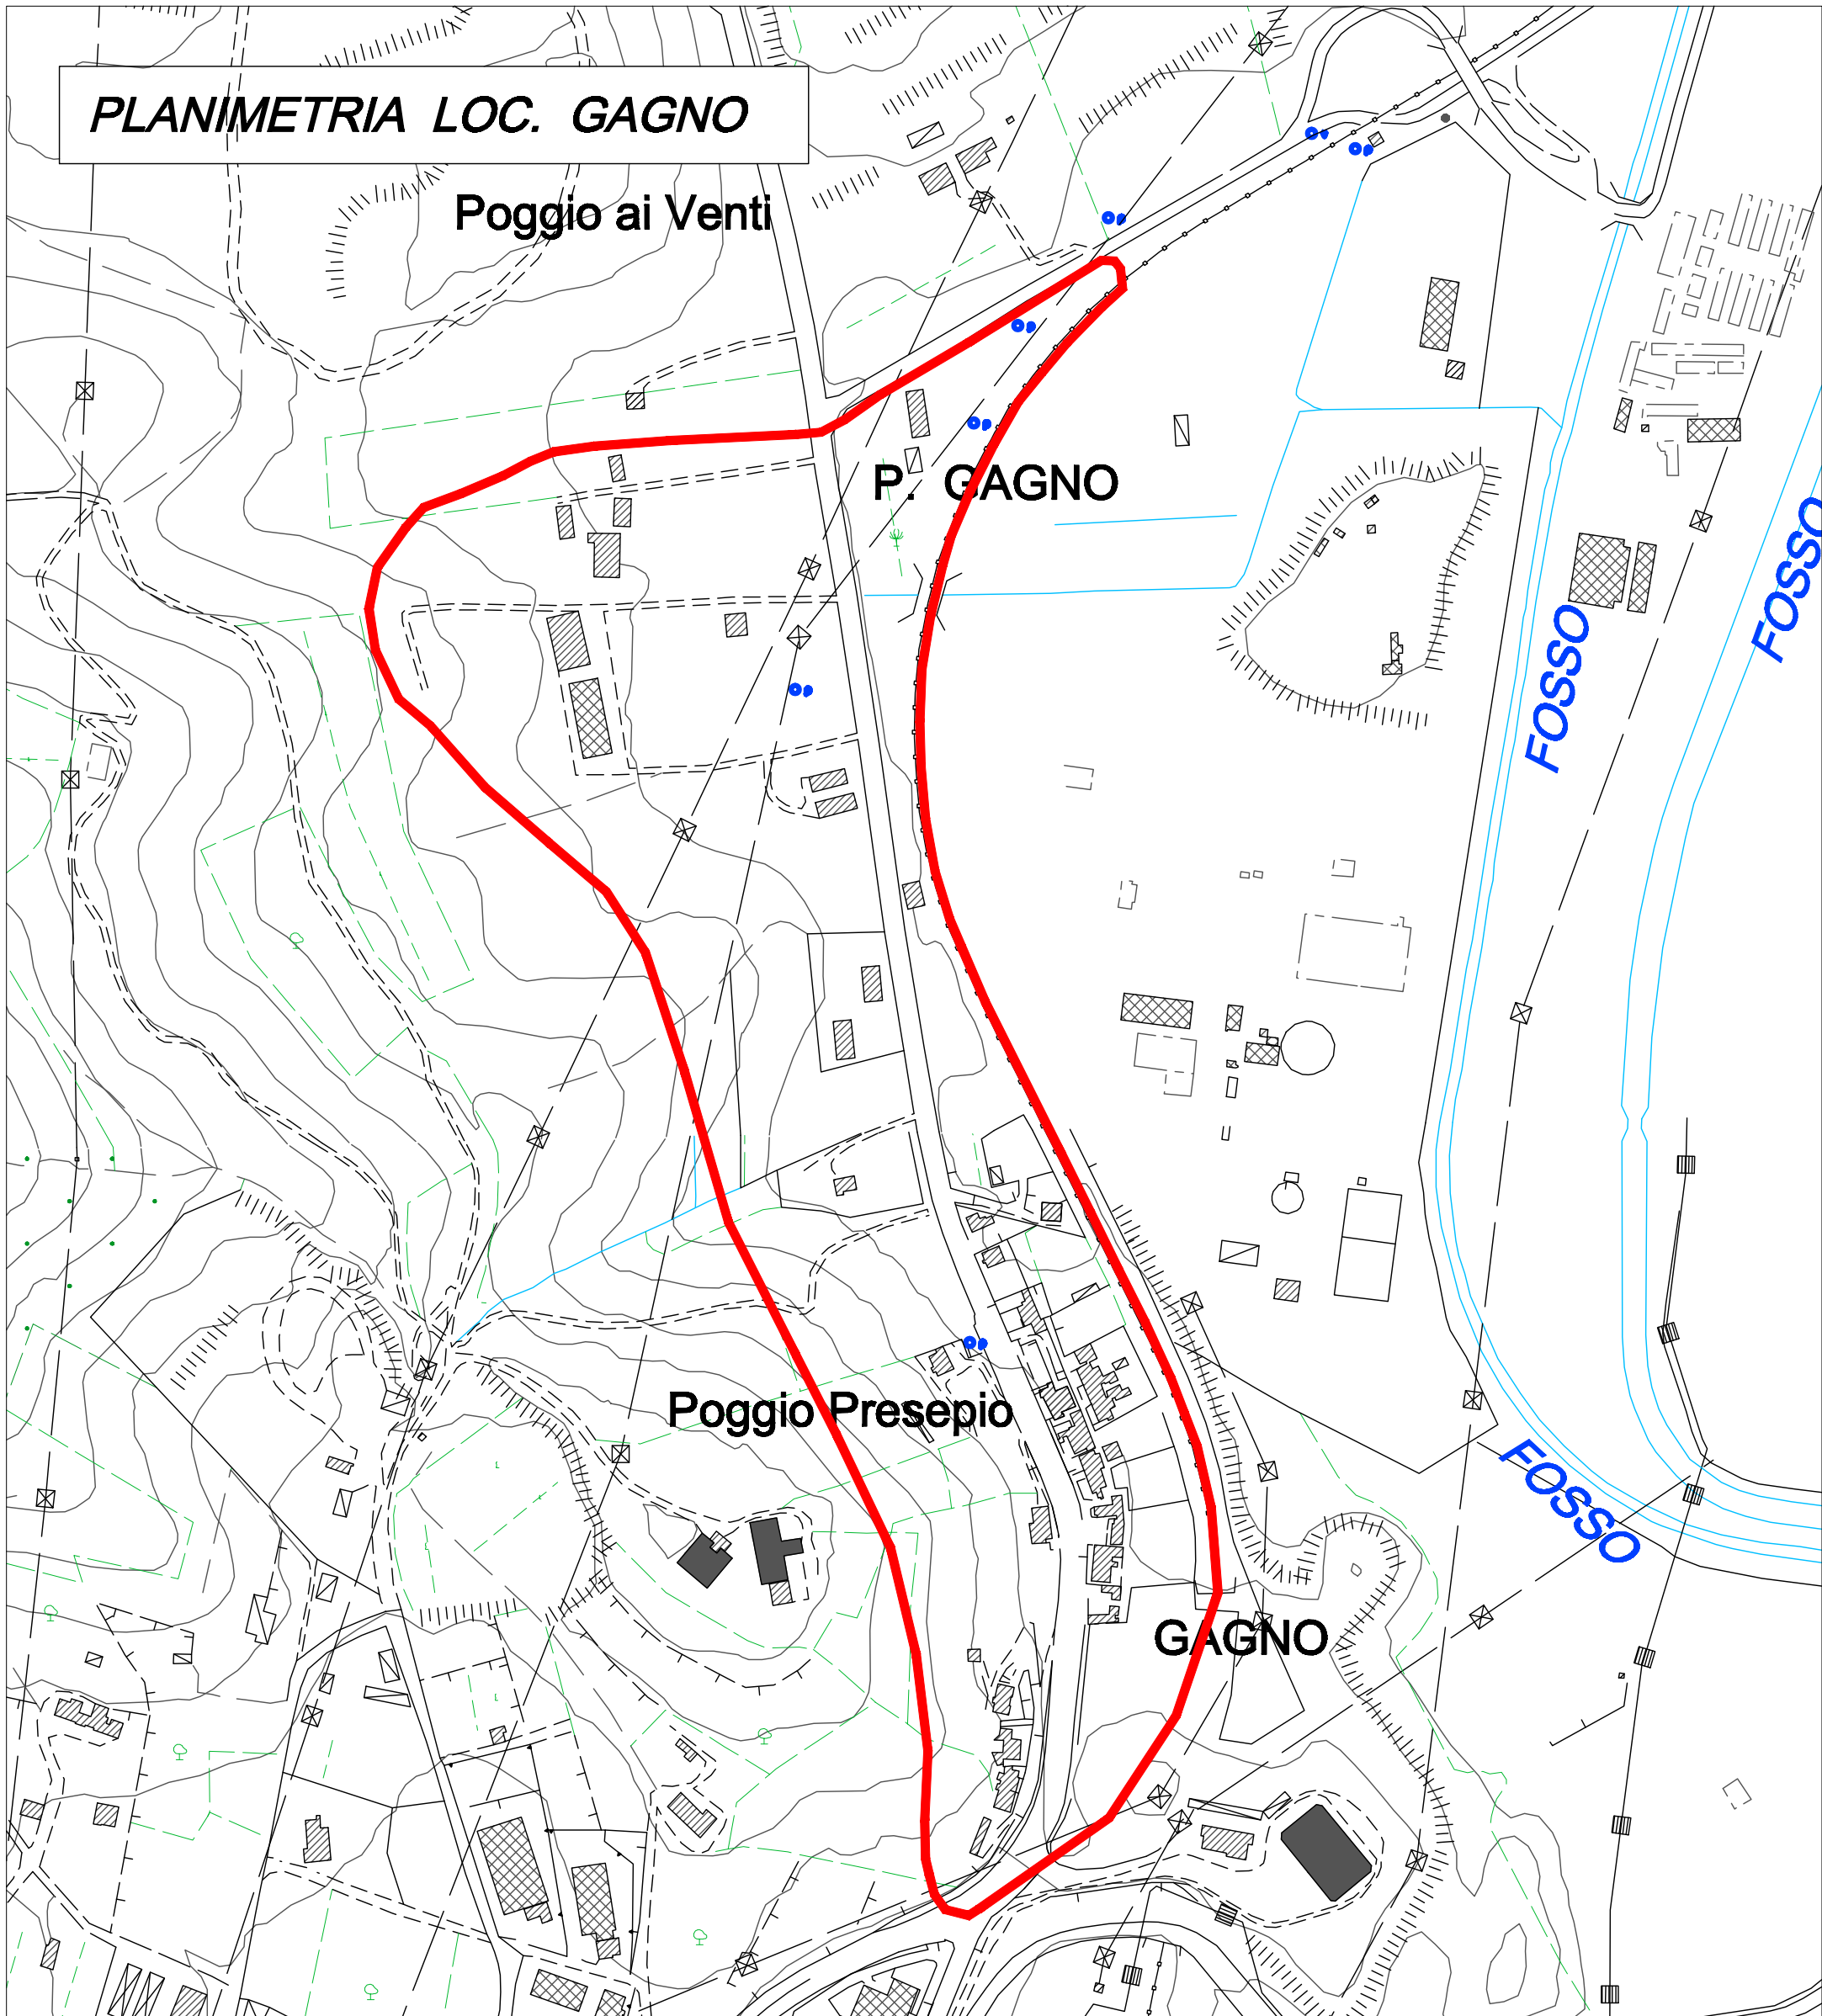 PLANIMETRIA LOC. GAGNO
Poggio ai Venti
P. GAGNO
FOSSO
FOSSO
Poggio Presepio
FOSSO
GAGNO